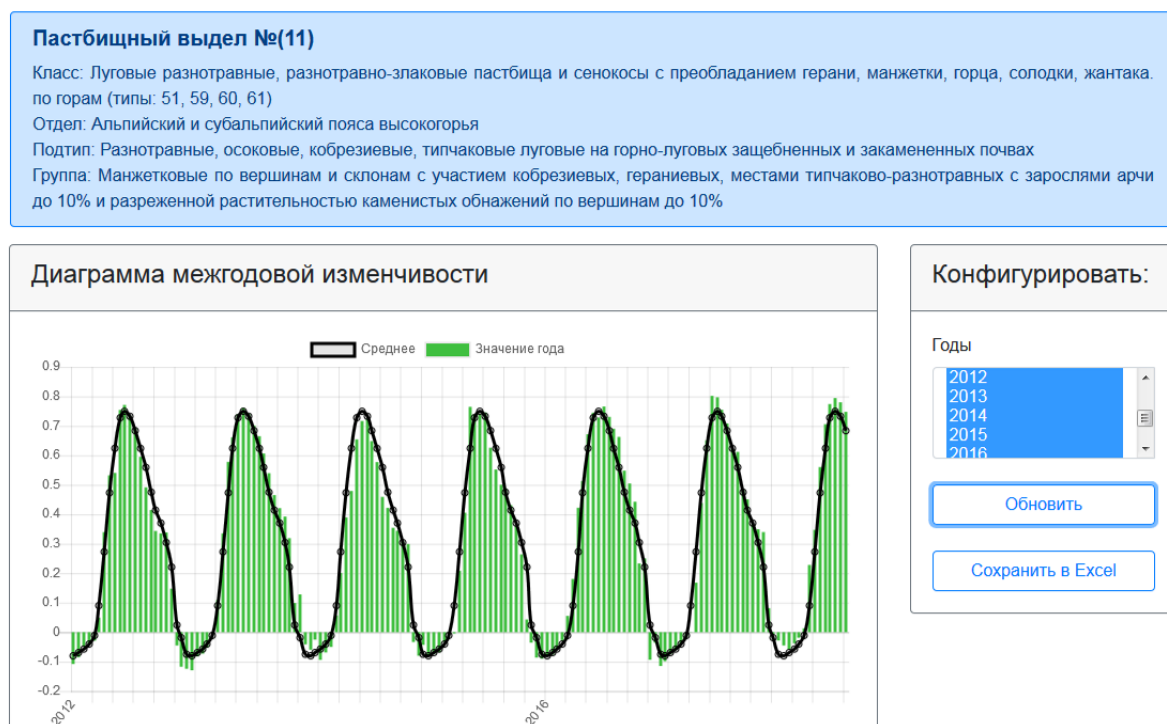 Пастбищный выдел №(11)
Класс: Луговые разнотравные, разнотравно-злаковые пастбища и сенокосы с преобладанием герани, манжетки, горца, солодки, жантака.
по горам (типы: 51, 59, 60, 61)
Отдел: Альпийский и субальпийский пояса высокогорья
Подтип: Разнотравные, осоковые, кобрезиевые, типчаковые луговые на горно-луговых защебненных и закамененных почвах
Группа: Манжетковые по вершинам и склонам с участием кобрезиевых, гераниевых, местами типчаково-разнотравных с зарослями арчи
до 10% и разреженной растительностью каменистых обнажений по вершинам до 10%
Диаграмма межгодовой изменчивости
Среднее Значение года
0.9
0.8
0.7
0.6
0.5
0.4
0.3
0.2
0.1
0
-0.1
-0.2
2012 2016
Конфигурировать:
Годы
2012
2013
2014
2015
2016
Обновить
Сохранить в Excel